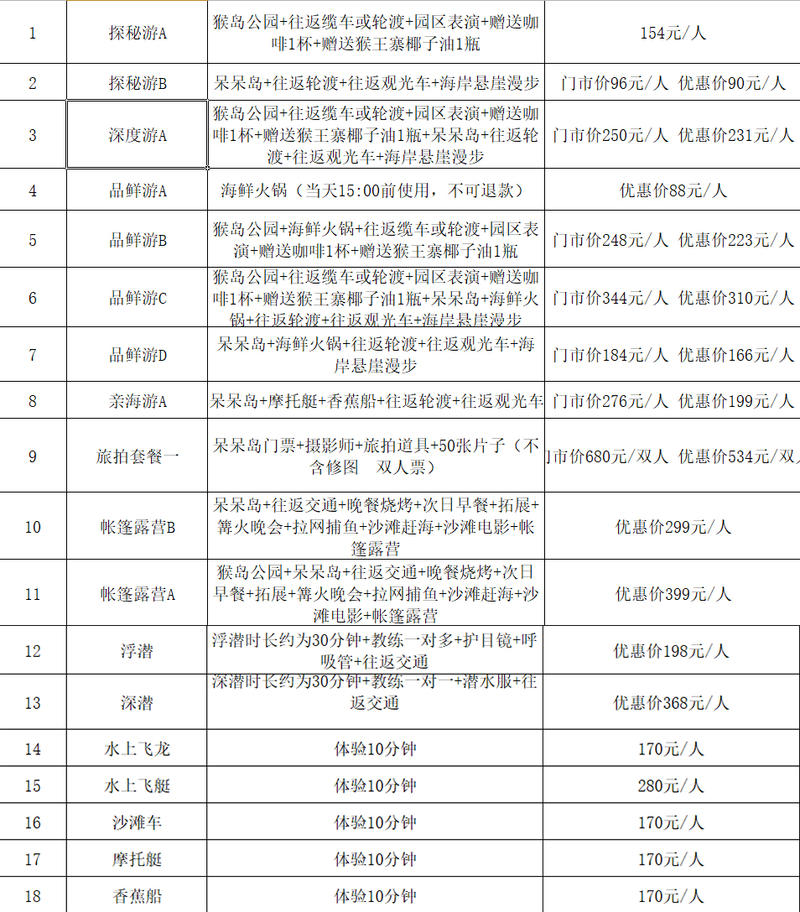 1 探秘游A 猴岛公园+往返缆车或轮渡+园区表演+赠送咖
啡1杯+赠送猴王寨椰子油1瓶 154元/人
2 探秘游B 呆呆岛+往返轮渡+往返观光车+海岸悬崖漫步 门市价96元/人 优惠价90元/人
3 深度游A 猴岛公园+往返缆车或轮渡+园区表演+赠送咖
啡1杯+赠送猴王寨椰子油1瓶+呆呆岛+往返轮
渡+往返观光车+海岸悬崖漫步 门市价250元/人 优惠价231元/人
4 品鲜游A 海鲜火锅（当天15:00前使用，不可退款） 优惠价88元/人
5 品鲜游B 猴岛公园+海鲜火锅+往返缆车或轮渡+园区表
演+赠送咖啡1杯+赠送猴王寨椰子油1瓶 门市价248元/人 优惠价223元/人
6 品鲜游C 猴岛公园+往返缆车或轮渡+园区表演+赠送咖
啡1杯+赠送猴王寨椰子油1瓶+呆呆岛+海鲜火
锅+往返轮渡+往返观光车+海岸悬崖漫步 门市价344元/人 优惠价310元/人
7 品鲜游D 呆呆岛+海鲜火锅+往返轮渡+往返观光车+海
岸悬崖漫步 门市价184元/人 优惠价166元/人
8 亲海游A 呆呆岛+摩托艇+香蕉船+往返轮渡+往返观光车 门市价276元/人 优惠价199元/人
9 旅拍套餐一 呆呆岛门票+摄影师+旅拍道具+50张片子（不
含修图 双人票） 门市价680元/双人 优惠价534元/双人
10 帐篷露营B 呆呆岛+往返交通+晚餐烧烤+次日早餐+拓展+
篝火晚会+拉网捕鱼+沙滩赶海+沙滩电影+帐
篷露营 优惠价299元/人
11 帐篷露营A 猴岛公园+呆呆岛+往返交通+晚餐烧烤+次日
早餐+拓展+篝火晚会+拉网捕鱼+沙滩赶海+沙
滩电影+帐篷露营 优惠价399元/人
12 浮潜 浮潜时长约为30分钟+教练一对多+护目镜+呼
吸管+往返交通 优惠价198元/人
13 深潜 深潜时长约为30分钟+教练一对一+潜水服+往
返交通 优惠价368元/人
14 水上飞龙 体验10分钟 170元/人
15 水上飞艇 体验10分钟 280元/人
16 沙滩车 体验10分钟 170元/人
17 摩托艇 体验10分钟 170元/人
18 香蕉船 体验10分钟 170元/人